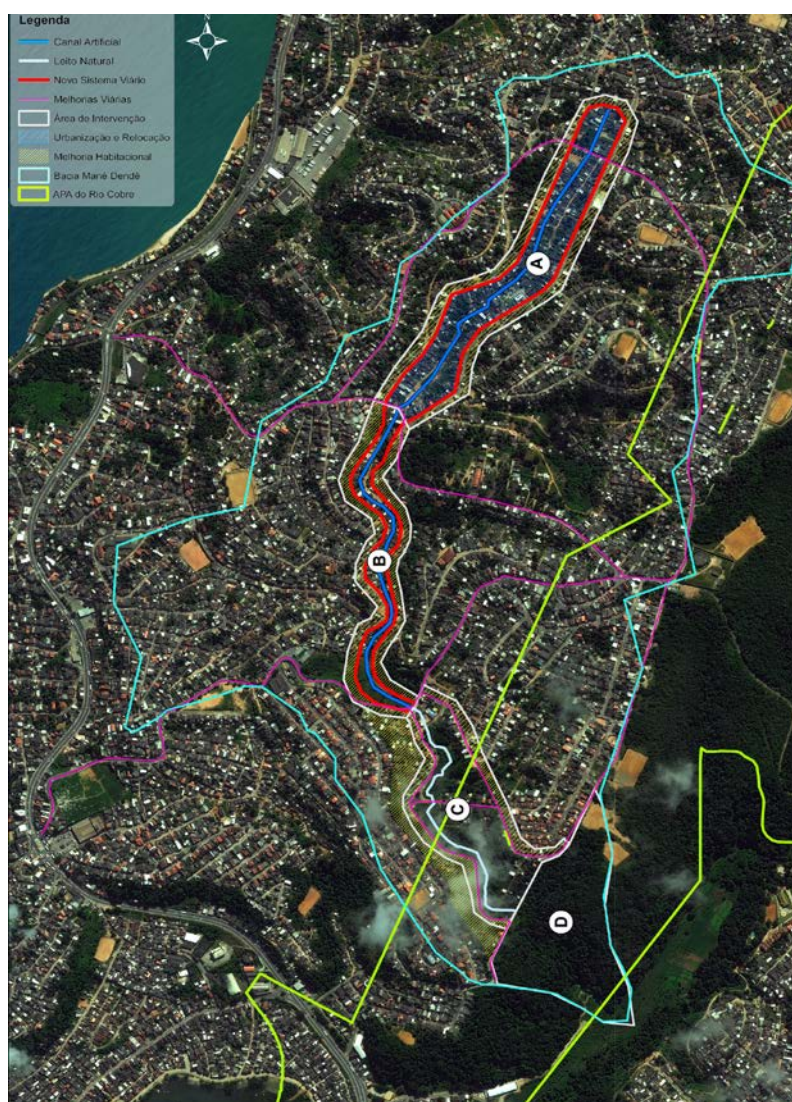 Legenda
Canal Artificial
Leito Natural
Novo Sistema Viário
Melhorias Viárias
Área de Intervenção
Urbanização e Relocação
Melhoria Habitacional
Bacia Mané Dendê
APA do Rio Cobre
N
A
B
C
D